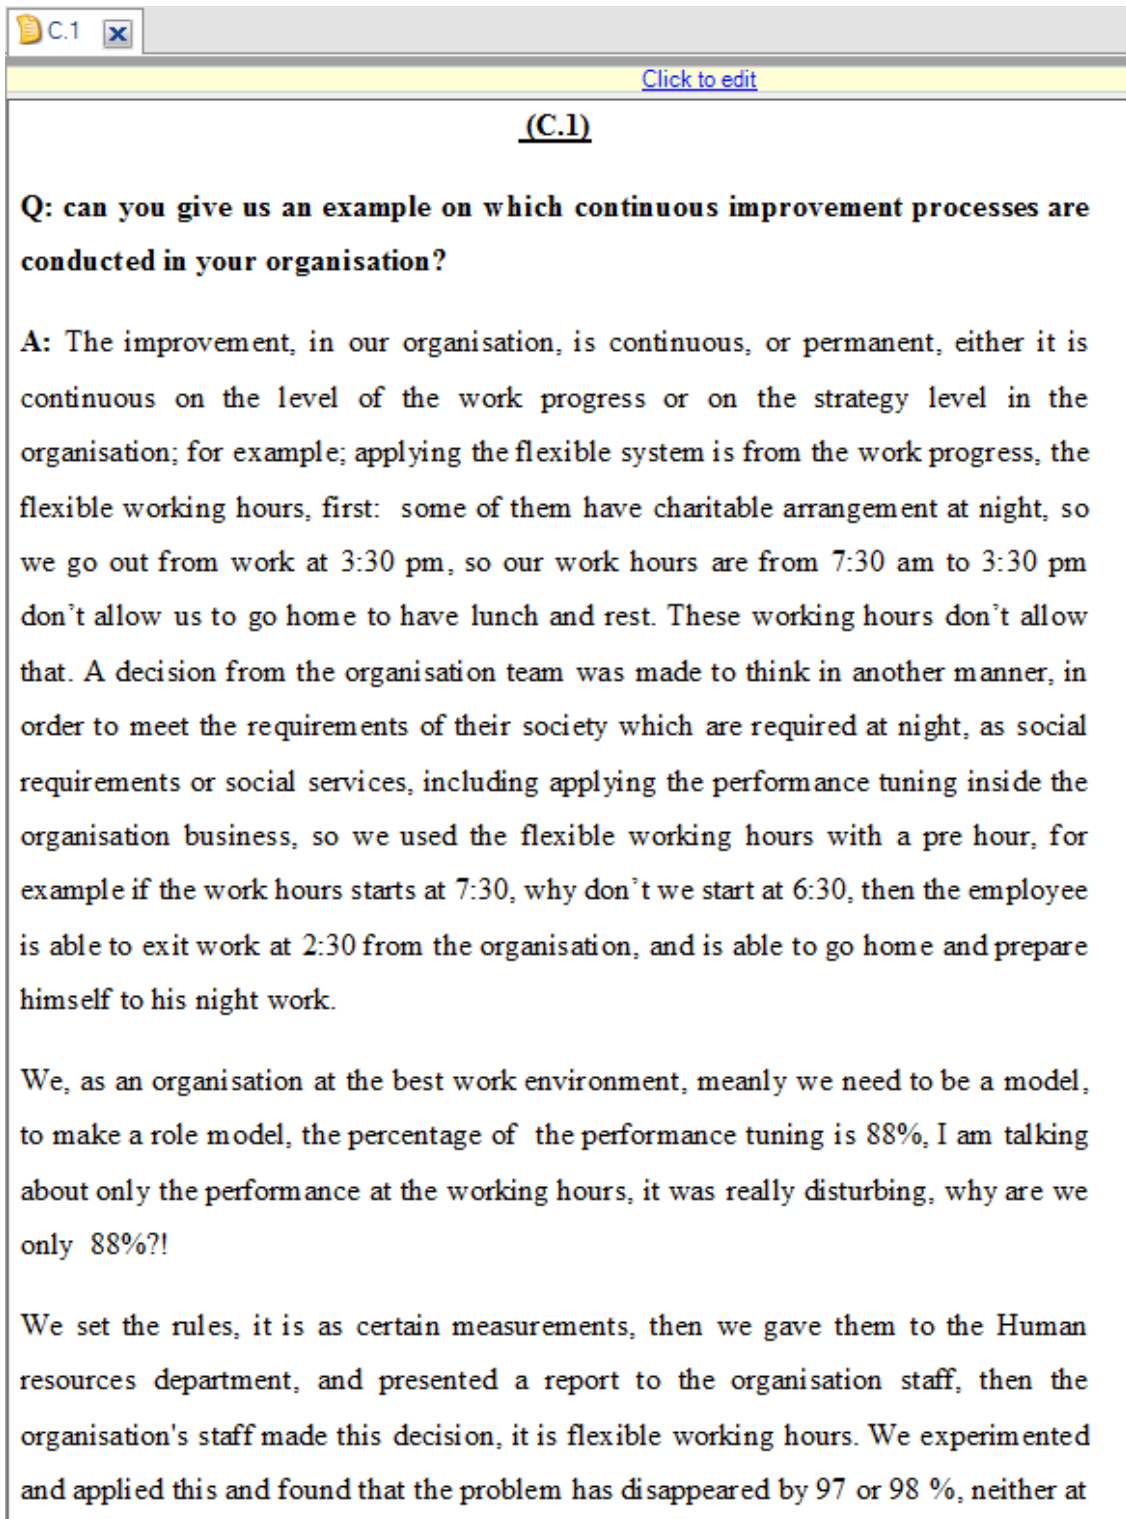 C.1
Click to edit
(C.1)
Q: can you give us an example on which continuous improvement processes are
conducted in your organisation?
A: The improvement, in our organisation, is continuous, or permanent, either it is
continuous on the level of the work progress or on the strategy level in the
organisation; for example; applying the flexible system is from the work progress, the
flexible working hours, first:  some of them have charitable arrangement at night, so
we go out from work at 3:30 pm, so our work hours are from 7:30 am to 3:30 pm
don't allow us to go home to have lunch and rest. These working hours don't allow
that. A decision from the organisation team was made to think in another manner, in
order to meet the requirements of their society which are required at night, as social
requirements or social services, including applying the performance tuning inside the
organisation business, so we used the flexible working hours with a pre hour, for
example if the work hours starts at 7:30, why don't we start at 6:30, then the employee
is able to exit work at 2:30 from the organisation, and is able to go home and prepare
himself to his night work.
We, as an organisation at the best work environment, meanly we need to be a model,
to make a role model, the percentage of  the performance tuning is 88%, I am talking
about only the performance at the working hours, it was really disturbing, why are we
only  88%?!
We set the rules, it is as certain measurements, then we gave them to the Human
resources department, and presented a report to the organisation staff, then the
organisation's staff made this decision, it is flexible working hours. We experimented
and applied this and found that the problem has disappeared by 97 or 98 %, neither at